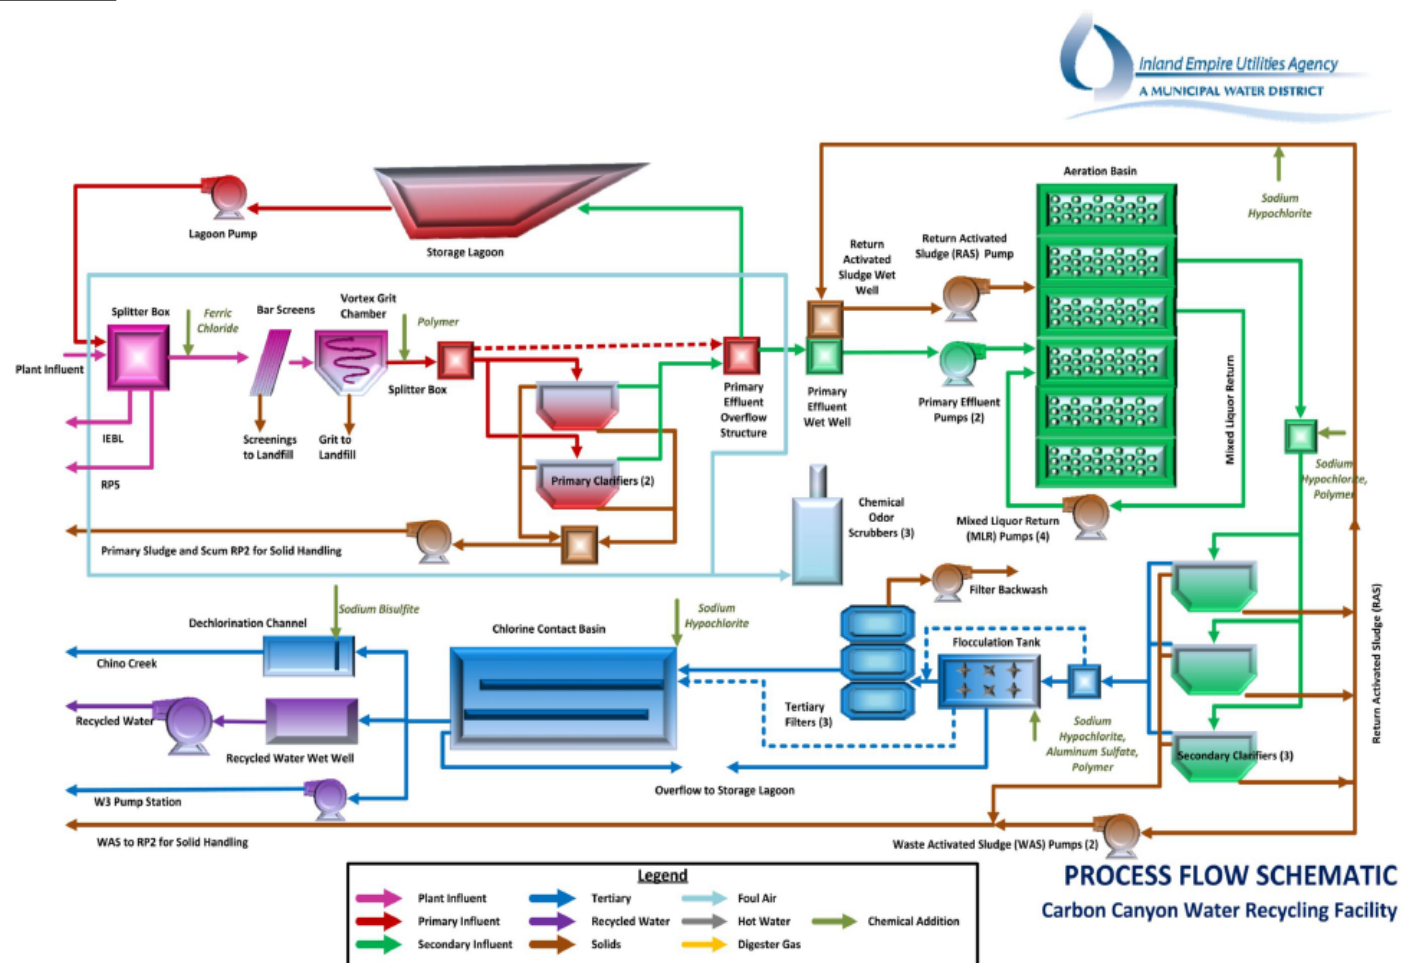 Inland Empire Utilities Agency
A MUNICIPAL WATER DISTRICT
Aeration Basin
Sodium
Hypochlorite
Lagoon Pump
Storage Lagoon
Return
Activated
Sludge Wet
Well
Return Activated
Sludge (RAS) Pump
Splitter Box
Ferric
Chloride
Bar Screens
Vortex Grit
Chamber
Polymer
Plant Influent
Splitter Box
Primary
Effluent
Overflow
Structure
Primary
Effluent
Wet Well
Primary Effluent
Pumps (2)
Mixed Liquor Return
IEBL
RP5
Screenings
to Landfill
Grit to
Landfill
Primary Clarifiers (2)
Sodium
Hypochlorite,
Polymer
Chemical
Odor
Scrubbers (3)
Mixed Liquor Return
(MLR) Pumps (4)
Primary Sludge and Scum RP2 for Solid Handling
Filter Backwash
Return Activated Sludge (RAS)
Sodium Bisulfite
Dechlorination Channel
Chlorine Contact Basin
Sodium
Hypochlorite
Flocculation Tank
Chino Creek
Tertiary
Filters (3)
Recycled Water
Recycled Water Wet Well
Sodium
Hypochlorite,
Aluminum Sulfate,
Polymer
Secondary Clarifiers (3)
Overflow to Storage Lagoon
W3 Pump Station
WAS to RP2 for Solid Handling
Waste Activated Sludge (WAS) Pumps (2)
PROCESS FLOW SCHEMATIC
Carbon Canyon Water Recycling Facility
Legend
Plant Influent
Tertiary
Foul Air
Primary Influent
Recycled Water
Hot Water
Chemical Addition
Secondary Influent
Solids
Digester Gas